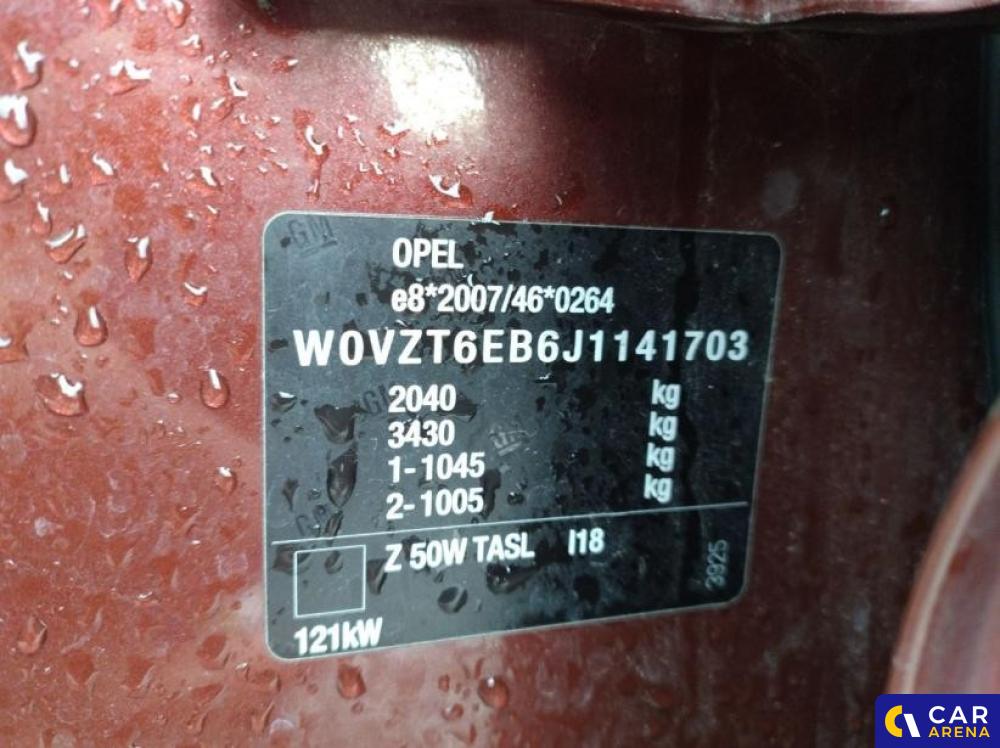 GM
OPEL
e8*2007/46*0264
W0VZT6EB6J1141703
2040 kg
3430 kg
1-1045 kg
2-1005 kg
Z 50W TASL I18
3925
121kW
CAR
ARENA